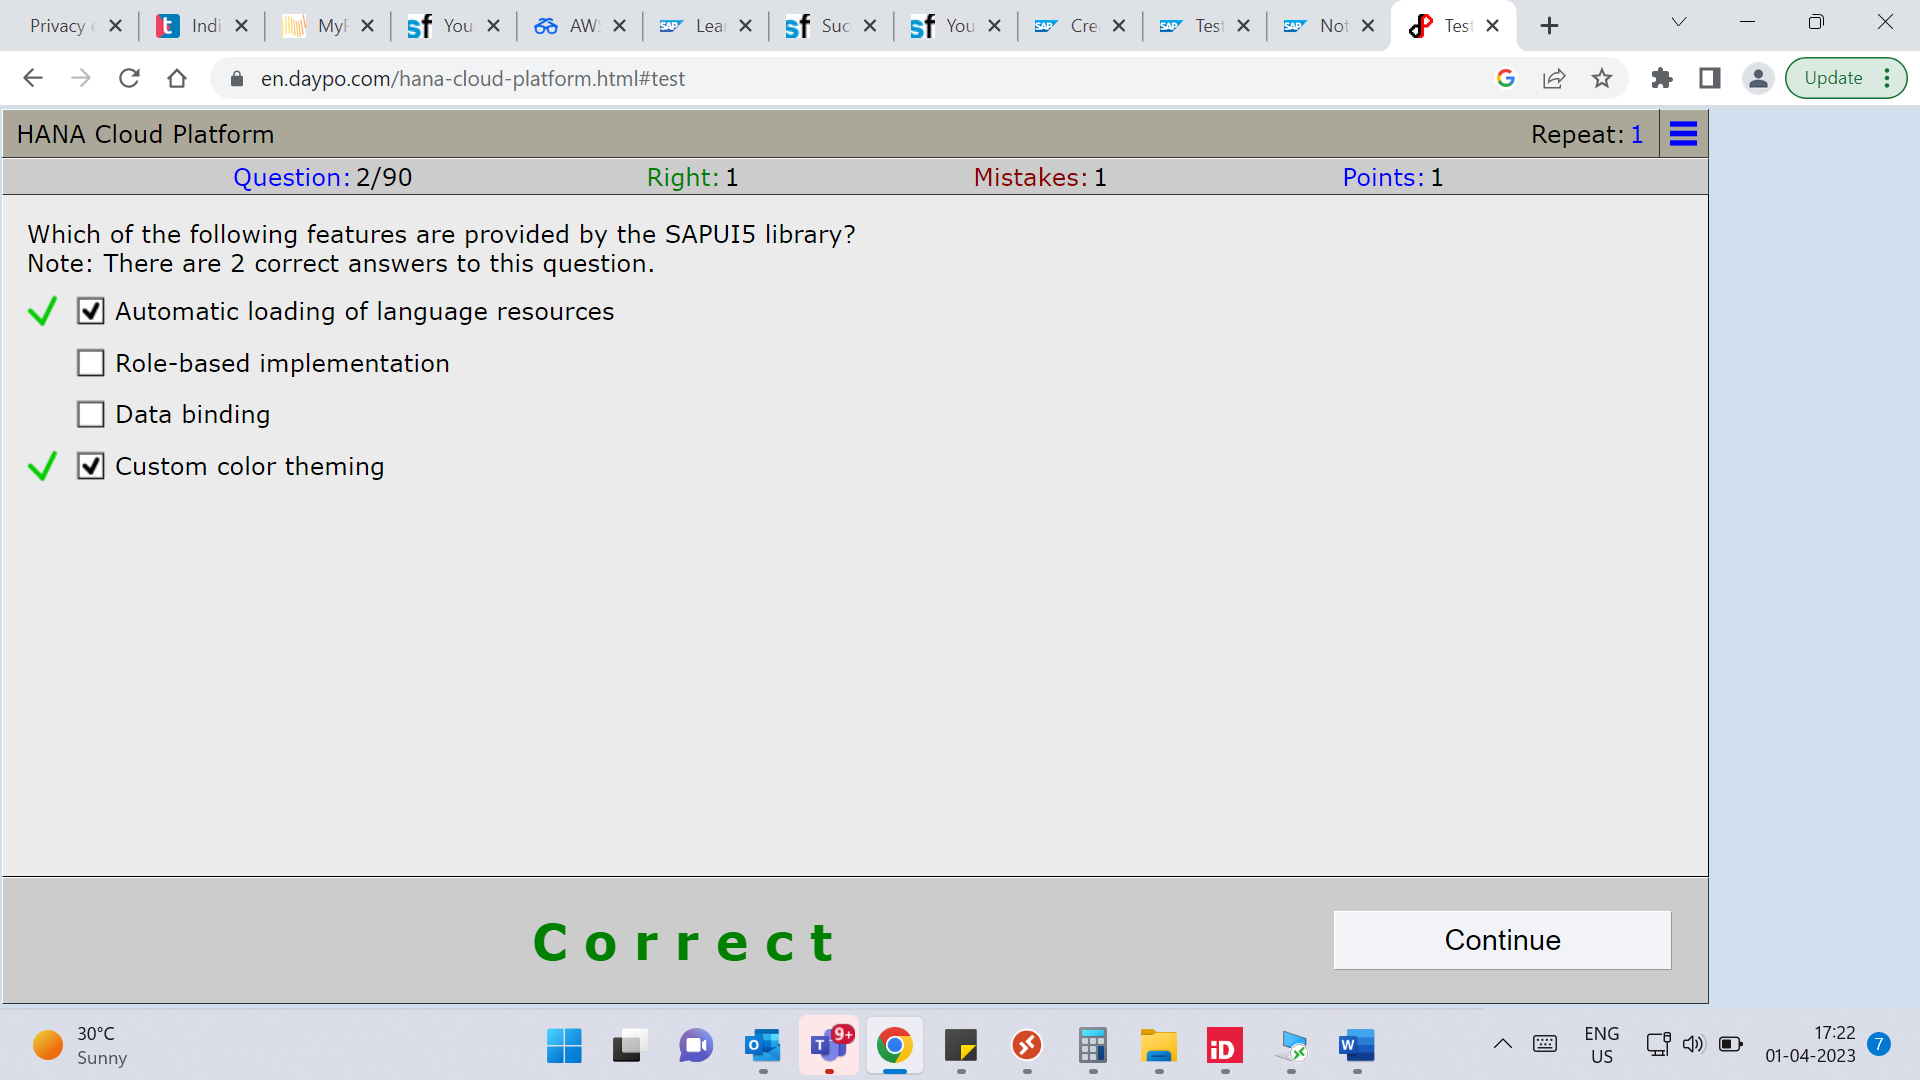 Privacy e
Indi
MyF
You
AW
Lear
Suc
You
Cre
Test
Not
Test
en.daypo.com/hana-cloud-platform.html#test
Update
HANA Cloud Platform
Repeat: 1
Question: 2/90
Right: 1
Mistakes: 1
Points: 1
Which of the following features are provided by the SAPUI5 library?
Note: There are 2 correct answers to this question.
Automatic loading of language resources
Role-based implementation
Data binding
Custom color theming
Correct
Continue
30°C
Sunny
9+
ENG
US
17:22
01-04-2023
7